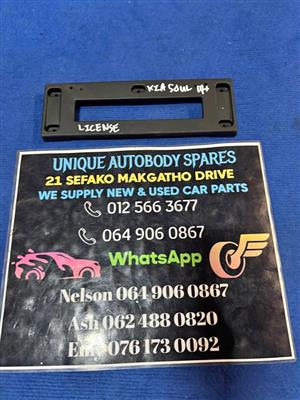 KIA SOUL 14+
LICENSE
UNIQUE AUTOBODY SPARES
21 SEFAKO MAKGATHO DRIVE
WE SUPPLY NEW & USED CAR PARTS
012 566 3677
064 906 0867
WhatsApp
Nelson 064 906 0867
Ash 062 488 0820
076 173 0092